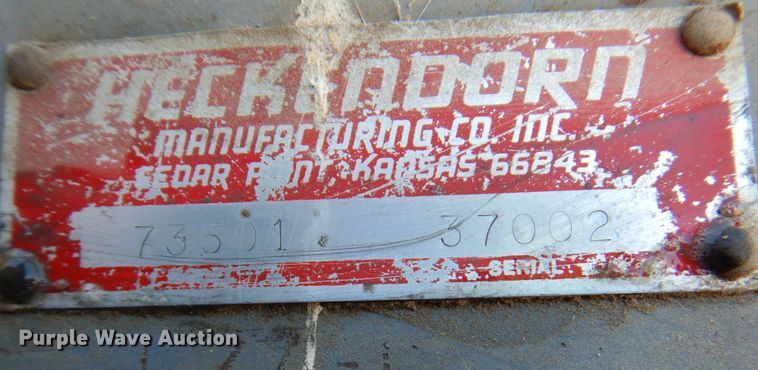 HECKENDORN
MANUFACTURING CO. INC.
CEDAR POINT, KANSAS 66843
73501 37002
SERIAL
Purple Wave Auction